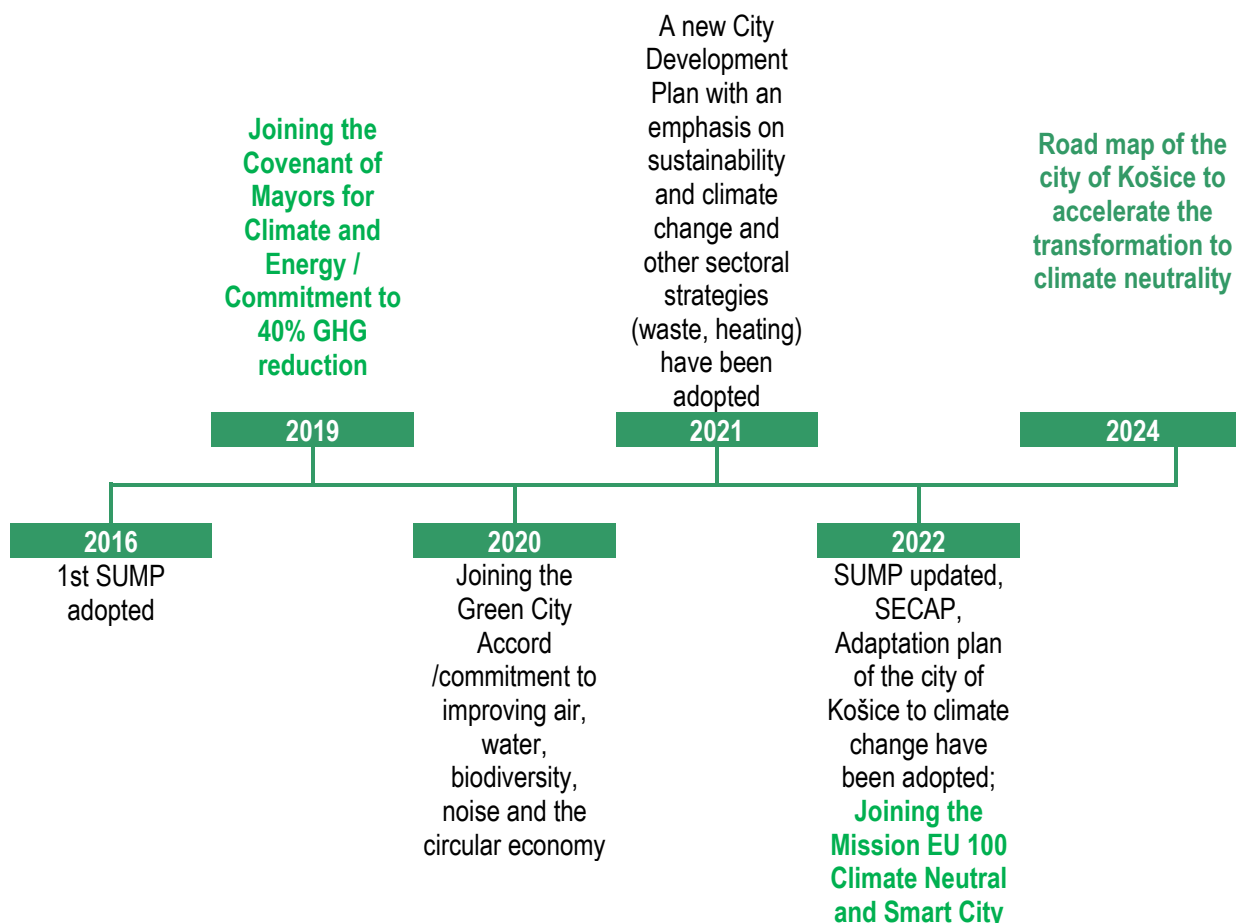 Joining the
Covenant of
Mayors for
Climate and
Energy /
Commitment to
40% GHG
reduction
2019
A new City
Development
Plan with an
emphasis on
sustainability
and climate
change and
other sectoral
strategies
(waste, heating)
have been
adopted
2021
Road map of the
city of Košice to
accelerate the
transformation to
climate neutrality
2024
2016
1st SUMP
adopted
2020
Joining the
Green City
Accord
/commitment to
improving air,
water,
biodiversity,
noise and the
circular economy
2022
SUMP updated,
SECAP,
Adaptation plan
of the city of
Košice to climate
change have
been adopted;
Joining the
Mission EU 100
Climate Neutral
and Smart City